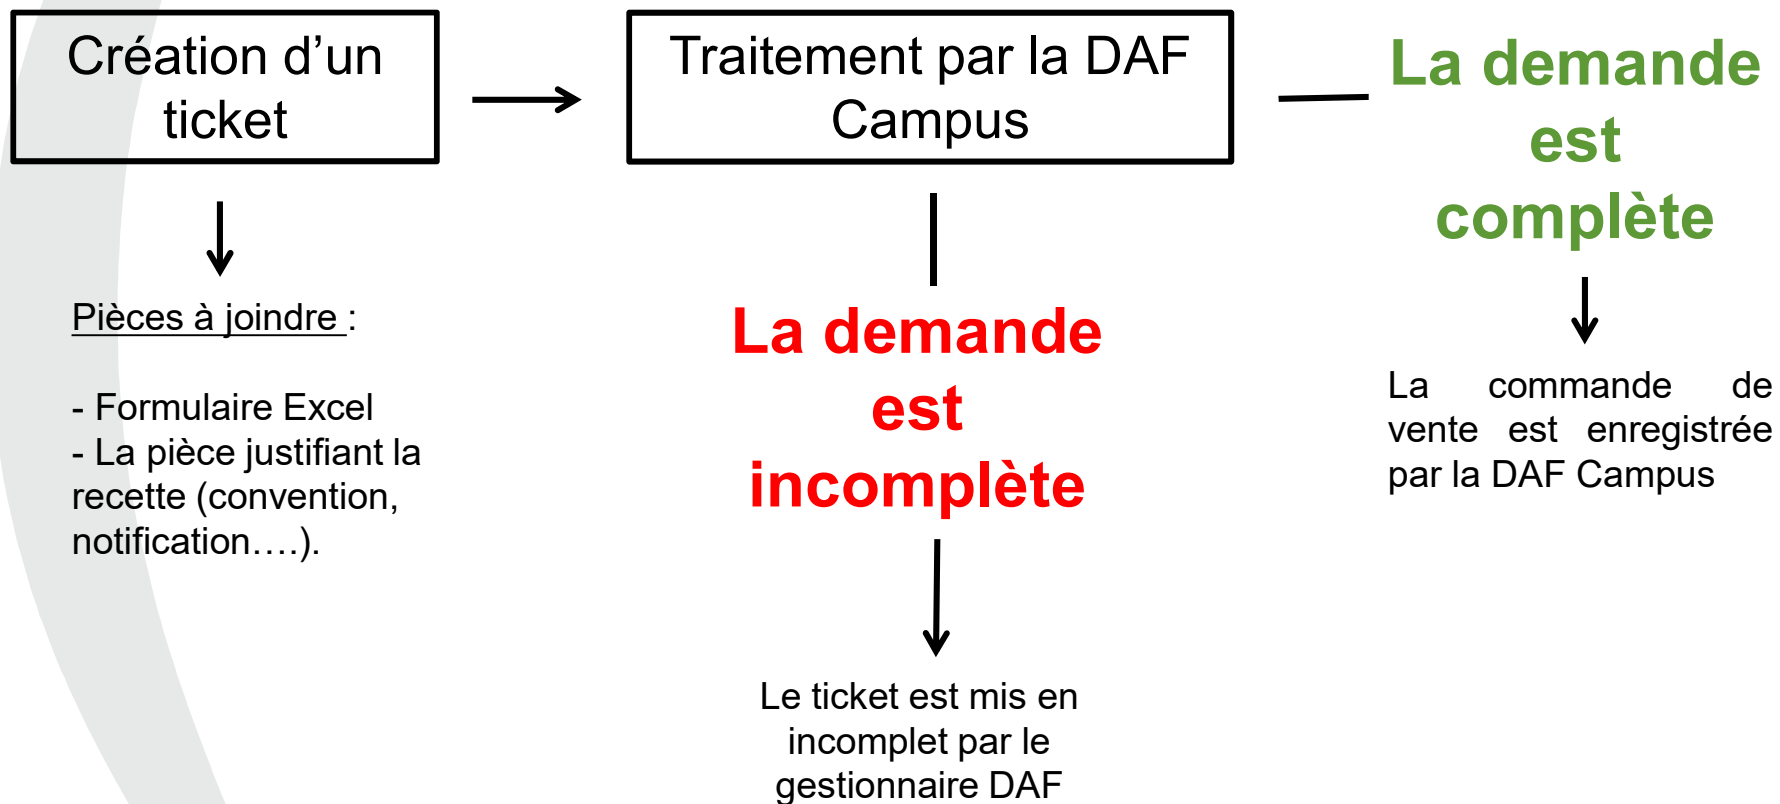 Création d’un
ticket
Traitement par la DAF
Campus
La demande
est
complète
Pièces à joindre :
- Formulaire Excel
- La pièce justifiant la
recette (convention,
notification….).
La demande
est
incomplète
La commande de
vente est enregistrée
par la DAF Campus
Le ticket est mis en
incomplet par le
gestionnaire DAF